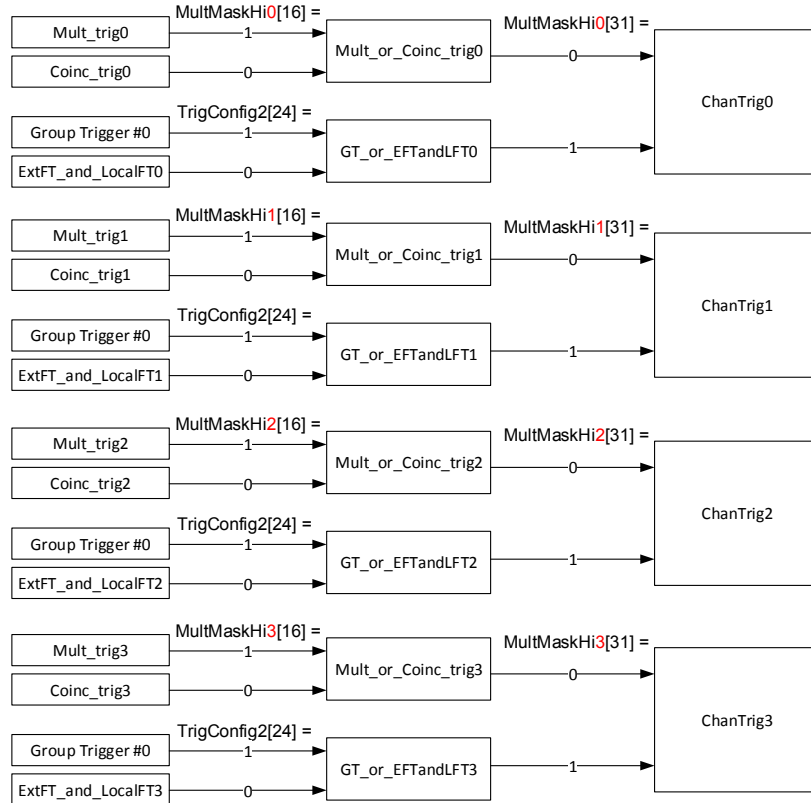 MultMaskHi0[16] =
MultMaskHi0[31] =
Mult_trig0
1
Coinc_trig0
0
Mult_or_Coinc_trig0
0
ChanTrig0
TrigConfig2[24] =
Group Trigger #0
1
ExtFT_and_LocalFT0
0
GT_or_EFTandLFT0
1
MultMaskHi1[16] =
MultMaskHi1[31] =
Mult_trig1
1
Coinc_trig1
0
Mult_or_Coinc_trig1
0
ChanTrig1
TrigConfig2[24] =
Group Trigger #0
1
ExtFT_and_LocalFT1
0
GT_or_EFTandLFT1
1
MultMaskHi2[16] =
MultMaskHi2[31] =
Mult_trig2
1
Coinc_trig2
0
Mult_or_Coinc_trig2
0
ChanTrig2
TrigConfig2[24] =
Group Trigger #0
1
ExtFT_and_LocalFT2
0
GT_or_EFTandLFT2
1
MultMaskHi3[16] =
MultMaskHi3[31] =
Mult_trig3
1
Coinc_trig3
0
Mult_or_Coinc_trig3
0
ChanTrig3
TrigConfig2[24] =
Group Trigger #0
1
ExtFT_and_LocalFT3
0
GT_or_EFTandLFT3
1